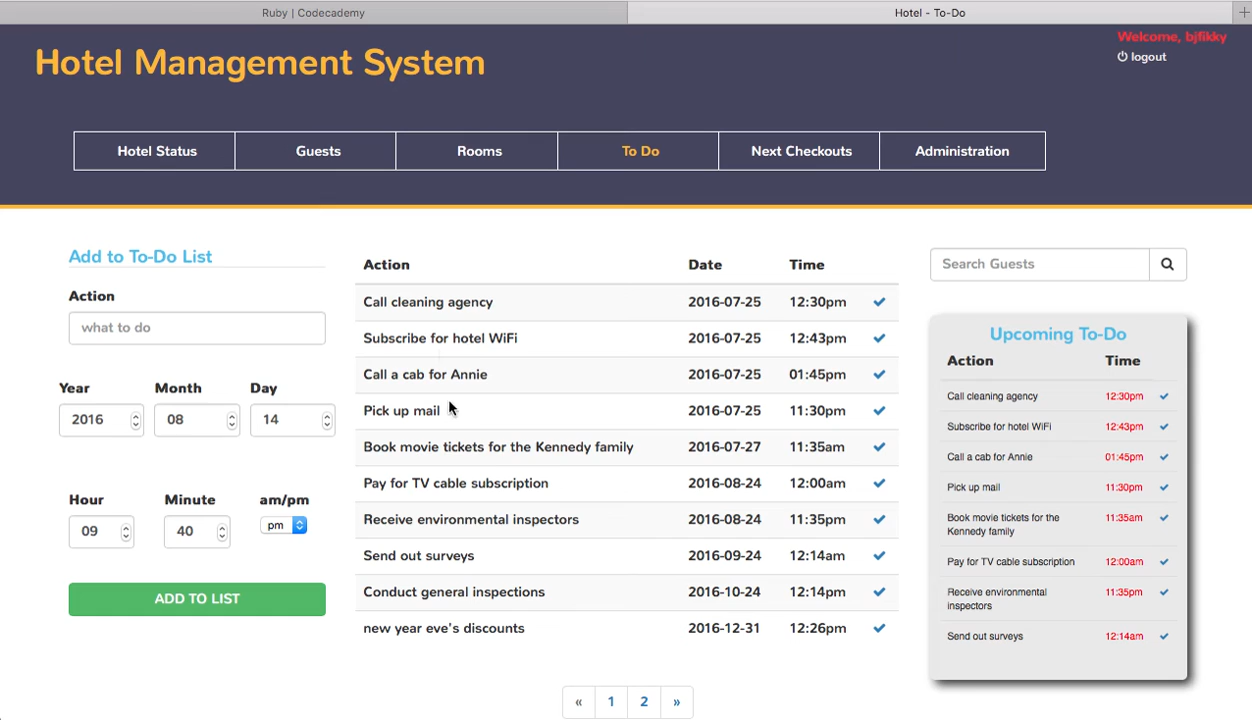 Ruby | Codecademy
Hotel - To-Do
Hotel Management System
Welcome, bjfikky
logout
Hotel Status
Guests
Rooms
To Do
Next Checkouts
Administration
Add to To-Do List
Action
what to do
Year Month Day
2016 08 14
Hour Minute am/pm
09 40 pm
ADD TO LIST
Action Date Time
Call cleaning agency 2016-07-25 12:30pm
Subscribe for hotel WiFi 2016-07-25 12:43pm
Call a cab for Annie 2016-07-25 01:45pm
Pick up mail 2016-07-25 11:30pm
Book movie tickets for the Kennedy family 2016-07-27 11:35am
Pay for TV cable subscription 2016-08-24 12:00am
Receive environmental inspectors 2016-08-24 11:35pm
Send out surveys 2016-09-24 12:14am
Conduct general inspections 2016-10-24 12:14pm
new year eve's discounts 2016-12-31 12:26pm
« 1 2 »
Search Guests
Upcoming To-Do
Action Time
Call cleaning agency 12:30pm
Subscribe for hotel WiFi 12:43pm
Call a cab for Annie 01:45pm
Pick up mail 11:30pm
Book movie tickets for the 11:35am
Kennedy family
Pay for TV cable subscription 12:00am
Receive environmental 11:35pm
inspectors
Send out surveys 12:14am